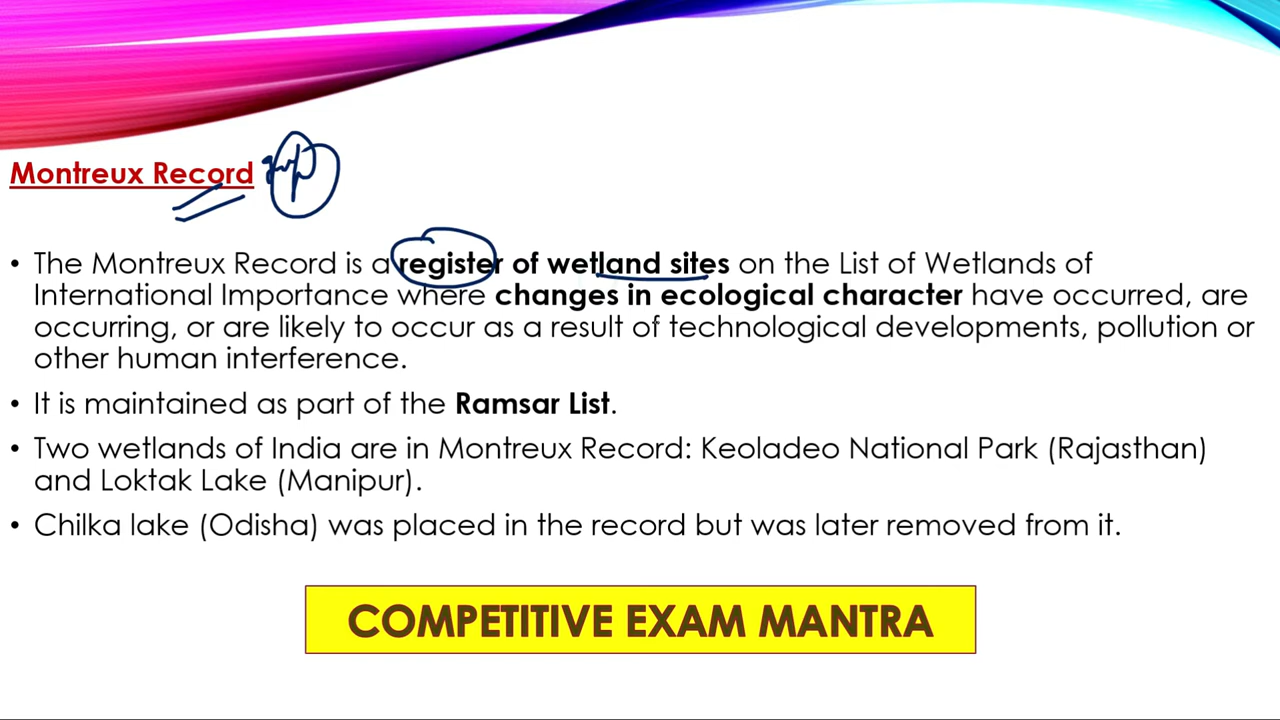 Montreux Record
• The Montreux Record is a register of wetland sites on the List of Wetlands of
International Importance where changes in ecological character have occurred, are
occurring, or are likely to occur as a result of technological developments, pollution or
other human interference.
• It is maintained as part of the Ramsar List.
• Two wetlands of India are in Montreux Record: Keoladeo National Park (Rajasthan)
and Loktak Lake (Manipur).
• Chilka lake (Odisha) was placed in the record but was later removed from it.
COMPETITIVE EXAM MANTRA